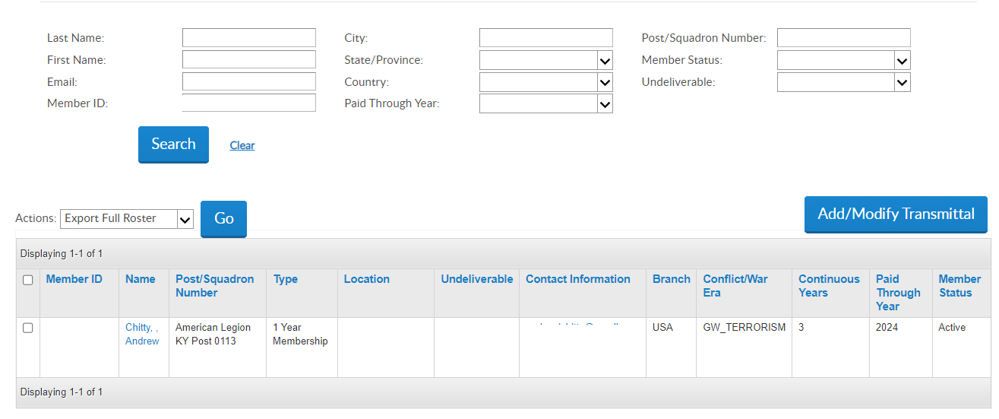 Last Name: City: Post/Squadron Number:
First Name: State/Province: Member Status:
Email: Country: Undeliverable:
Member ID: Paid Through Year:
Search Clear
Actions: Export Full Roster Go Add/Modify Transmittal
Displaying 1-1 of 1
Member ID Name Post/Squadron Number Type Location Undeliverable Contact Information Branch Conflict/War Era Continuous Years Paid Through Year Member Status
Chitty, , Andrew American Legion KY Post 0113 1 Year Membership USA GW_TERRORISM 3 2024 Active
Displaying 1-1 of 1